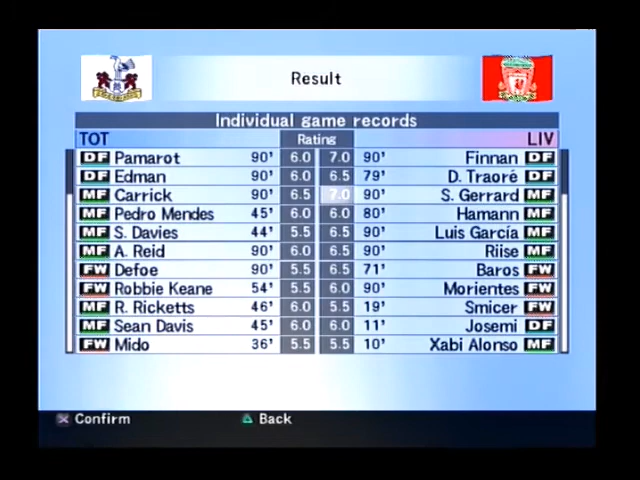 Result
Individual game records
TOT Rating LIV
DF Pamarot 90' 6.0 7.0 90' Finnan DF
DF Edman 90' 6.0 6.5 79' D. Traoré DF
MF Carrick 90' 6.5 7.0 90' S. Gerrard MF
MF Pedro Mendes 45' 6.0 6.0 80' Hamann MF
MF S. Davies 44' 5.5 6.5 90' Luis García MF
MF A. Reid 90' 6.0 6.5 90' Riise MF
FW Defoe 90' 5.5 6.5 71' Baros FW
FW Robbie Keane 54' 5.5 6.0 90' Morientes FW
MF R. Ricketts 46' 6.0 5.5 19' Smicer FW
MF Sean Davis 45' 6.0 6.0 11' Josemi DF
FW Mido 36' 5.5 5.5 10' Xabi Alonso MF
Confirm Back